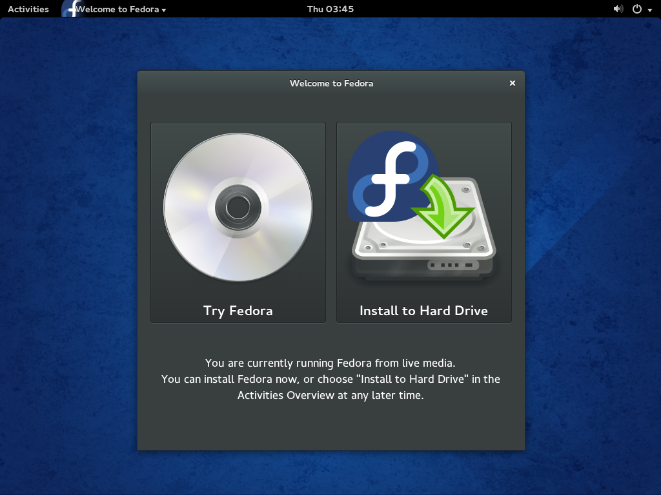 Activities
Welcome to Fedora
Thu 03:45
Welcome to Fedora
Try Fedora
Install to Hard Drive
You are currently running Fedora from live media.
You can install Fedora now, or choose "Install to Hard Drive" in the
Activities Overview at any later time.